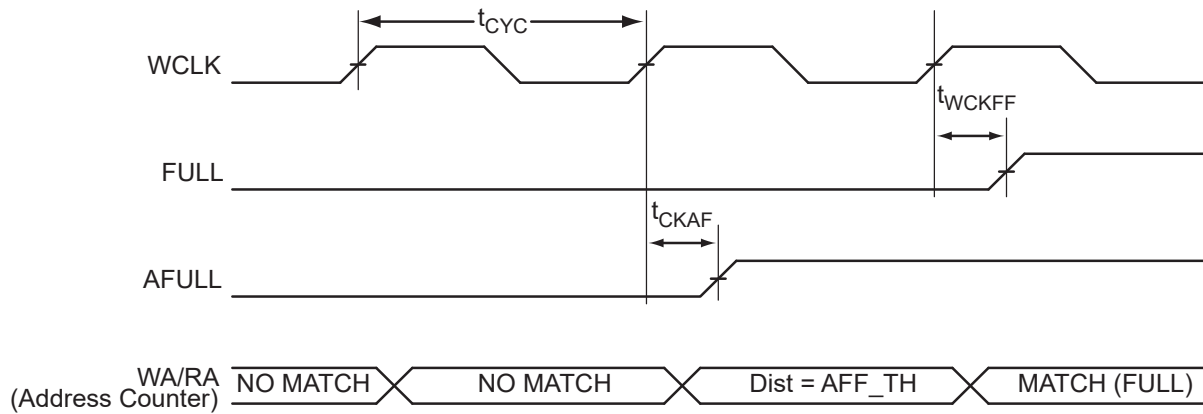 tCYC
WCLK
tWCKFF
FULL
tCKAF
AFULL
WA/RA
(Address Counter)
NO MATCH
NO MATCH
Dist = AFF_TH
MATCH (FULL)